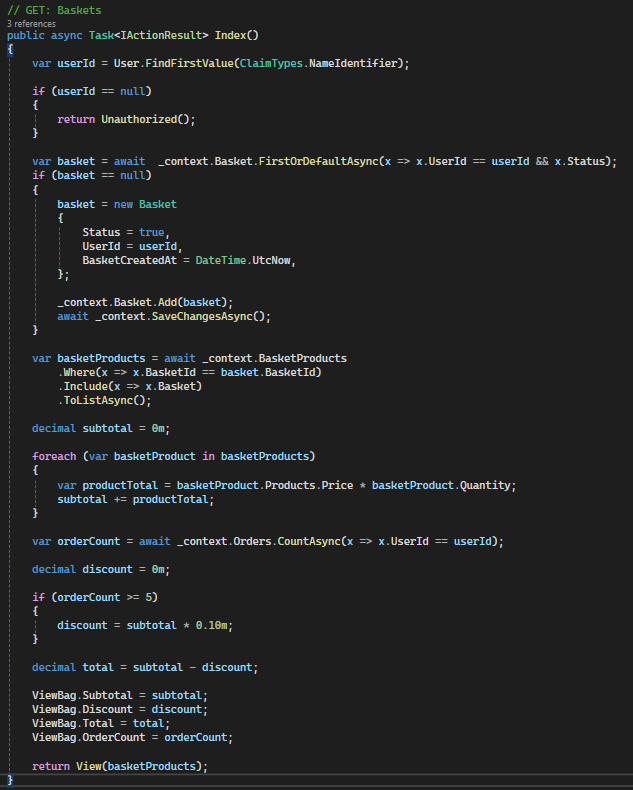 // GET: Baskets
3 references
public async Task<IActionResult> Index()
{
    var userId = User.FindFirstValue(ClaimTypes.NameIdentifier);

    if (userId == null)
    {
        return Unauthorized();
    }

    var basket = await  _context.Basket.FirstOrDefaultAsync(x => x.UserId == userId && x.Status);
    if (basket == null)
    {
        basket = new Basket
        {
            Status = true,
            UserId = userId,
            BasketCreatedAt = DateTime.UtcNow,
        };

        _context.Basket.Add(basket);
        await _context.SaveChangesAsync();
    }

    var basketProducts = await _context.BasketProducts
        .Where(x => x.BasketId == basket.BasketId)
        .Include(x => x.Basket)
        .ToListAsync();

    decimal subtotal = 0m;

    foreach (var basketProduct in basketProducts)
    {
        var productTotal = basketProduct.Products.Price * basketProduct.Quantity;
        subtotal += productTotal;
    }

    var orderCount = await _context.Orders.CountAsync(x => x.UserId == userId);

    decimal discount = 0m;

    if (orderCount >= 5)
    {
        discount = subtotal * 0.10m;
    }

    decimal total = subtotal - discount;

    ViewBag.Subtotal = subtotal;
    ViewBag.Discount = discount;
    ViewBag.Total = total;
    ViewBag.OrderCount = orderCount;

    return View(basketProducts);
}